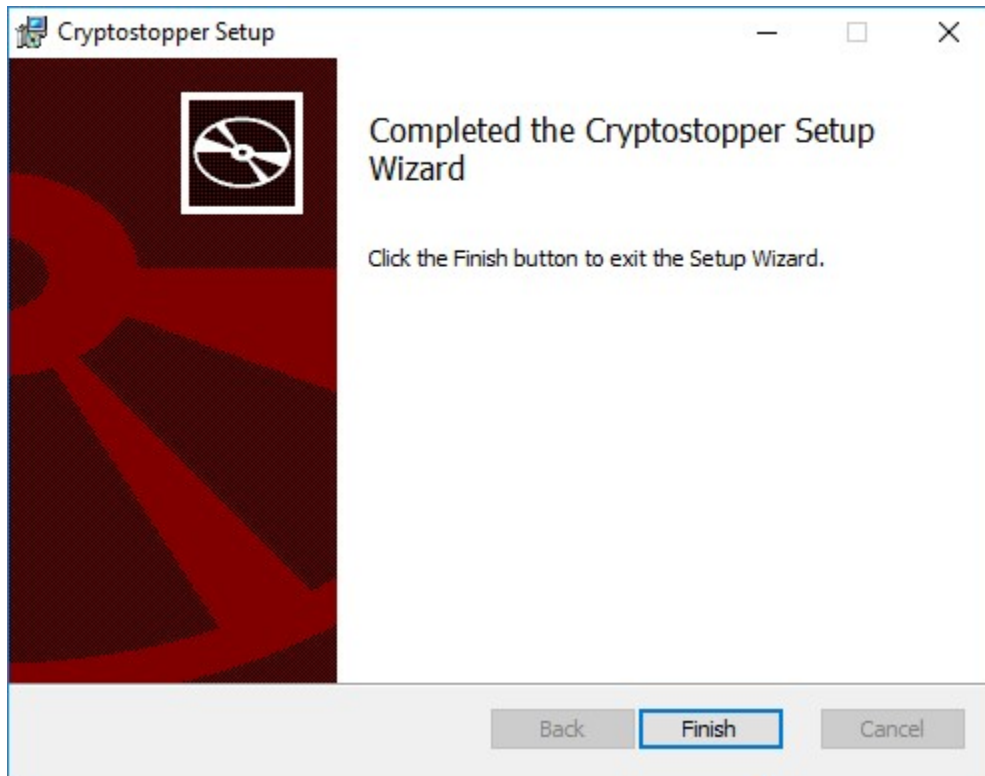 Cryptostopper Setup
Completed the Cryptostopper Setup
Wizard
Click the Finish button to exit the Setup Wizard.
Back Finish Cancel